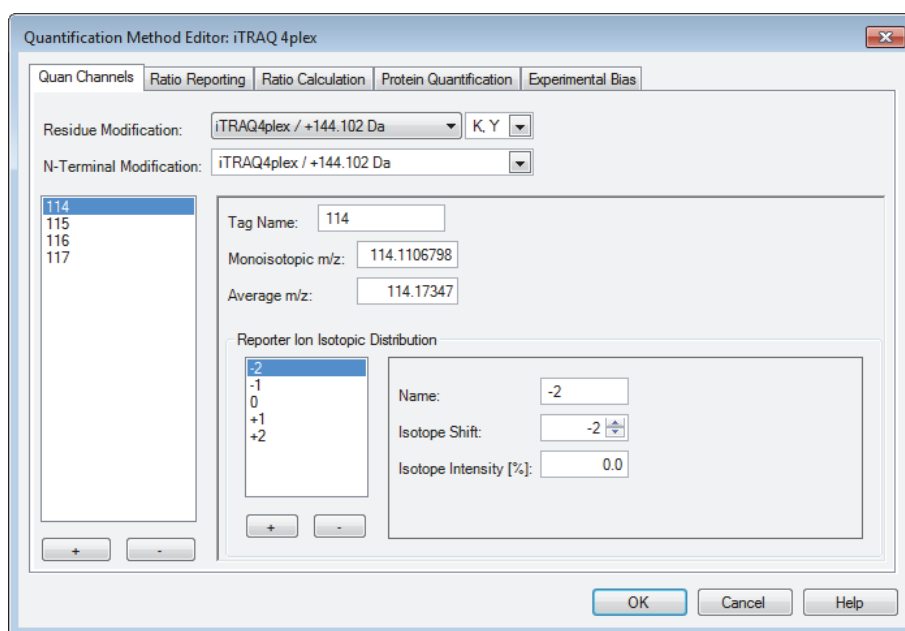 Quantification Method Editor: iTRAQ 4plex
Quan Channels Ratio Reporting Ratio Calculation Protein Quantification Experimental Bias
Residue Modification: iTRAQ4plex / +144.102 Da K, Y
N-Terminal Modification: iTRAQ4plex / +144.102 Da
114
115
116
117
Tag Name: 114
Monoisotopic m/z: 114.1106798
Average m/z: 114.17347
Reporter Ion Isotopic Distribution
-2
-1
0
+1
+2
Name: -2
Isotope Shift: -2
Isotope Intensity [%]: 0.0
+ -
+ -
OK Cancel Help